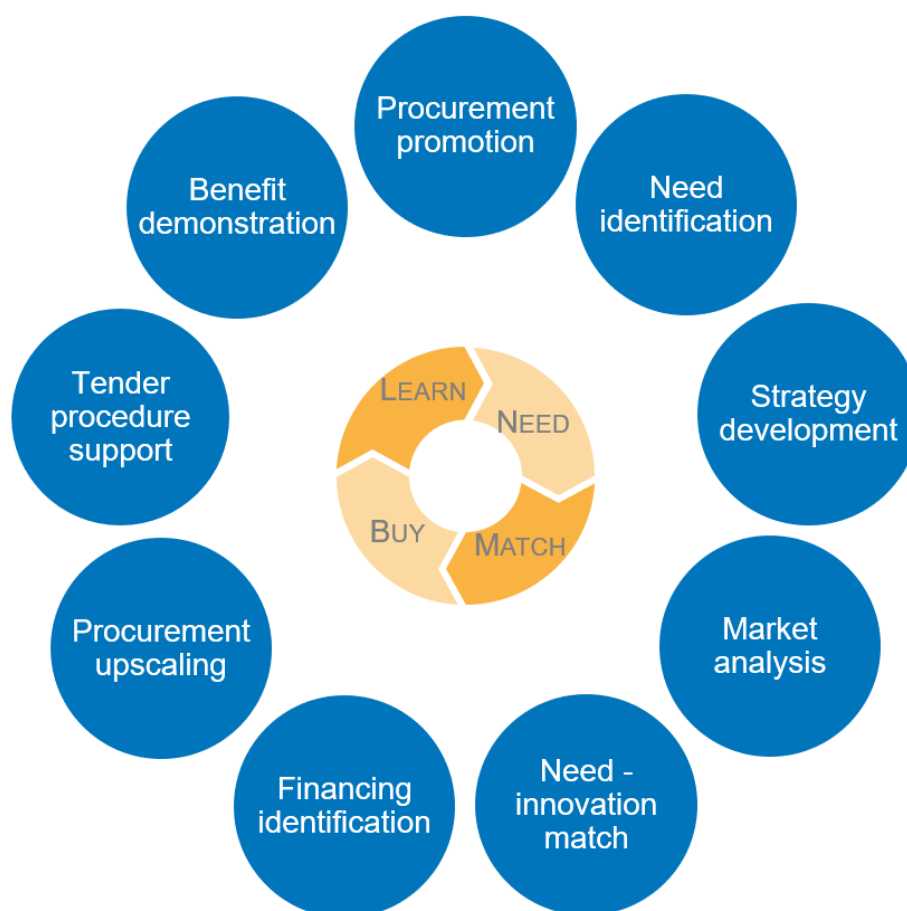 Procurement
promotion
Need
identification
Strategy
development
Market
analysis
Need -
innovation
match
Financing
identification
Procurement
upscaling
Tender
procedure
support
Benefit
demonstration
LEARN
NEED
MATCH
BUY